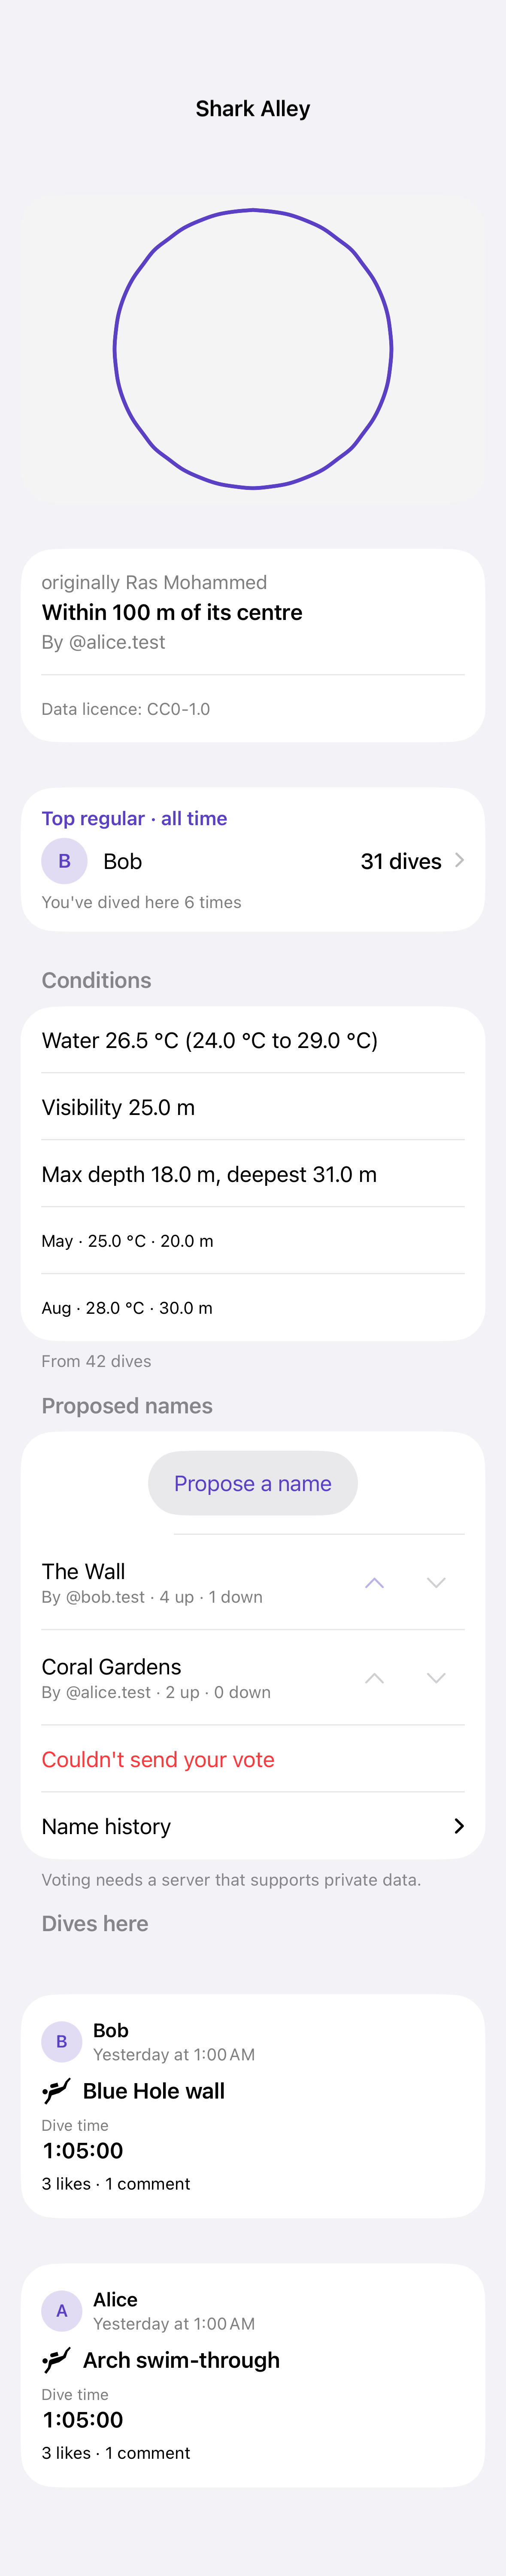 Shark Alley
originally Ras Mohammed
Within 100 m of its centre
By @alice.test
Data licence: CC0-1.0
Top regular · all time
B
Bob
31 dives
You've dived here 6 times
Conditions
Water 26.5 °C (24.0 °C to 29.0 °C)
Visibility 25.0 m
Max depth 18.0 m, deepest 31.0 m
May · 25.0 °C · 20.0 m
Aug · 28.0 °C · 30.0 m
From 42 dives
Proposed names
Propose a name
The Wall
By @bob.test · 4 up · 1 down
Coral Gardens
By @alice.test · 2 up · 0 down
Couldn't send your vote
Name history
Voting needs a server that supports private data.
Dives here
B
Bob
Yesterday at 1:00 AM
Blue Hole wall
Dive time
1:05:00
3 likes · 1 comment
A
Alice
Yesterday at 1:00 AM
Arch swim-through
Dive time
1:05:00
3 likes · 1 comment